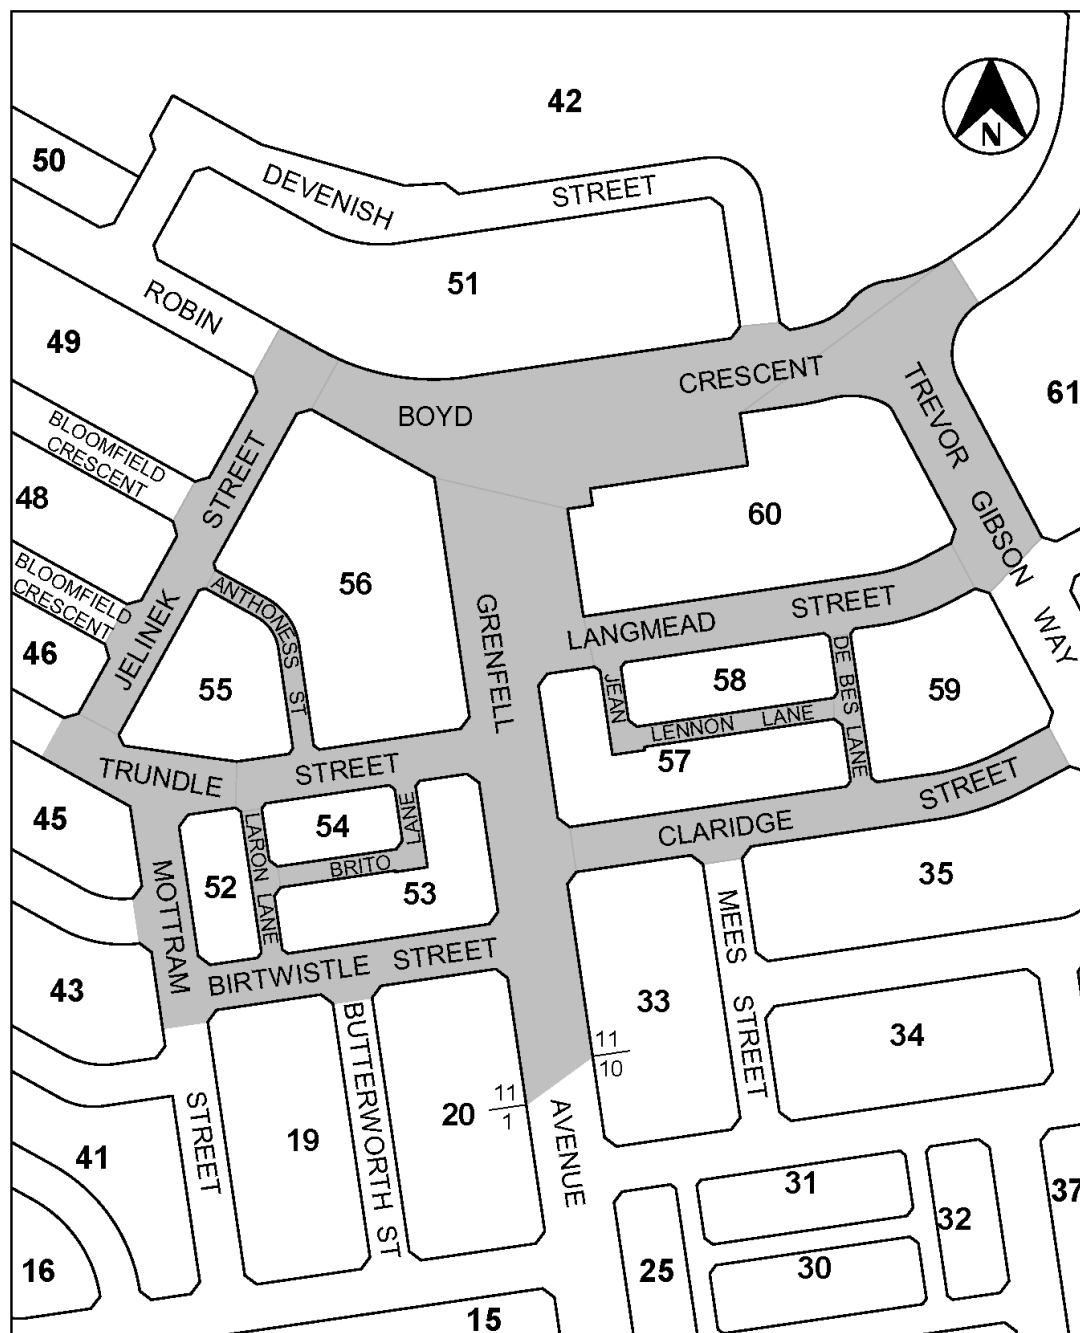 42
N
50
DEVENISH
STREET
51
ROBIN
49
CRESCENT
BOYD
TREVOR
61
BLOOMFIELD
CRESCENT
STREET
48
60
GIBSON
BLOOMFIELD
CRESCENT
56
ANTHONESS ST
GRENFELL
LANGMEAD
STREET
WAY
JELINEK
46
55
JEAN
58
DE BES
LANE
59
LENNON LANE
57
TRUNDLE
STREET
STREET
45
LARON
LANE
54
LANE
CLARIDGE
BRITO
52
53
35
MOTTRAM
MEES
STREET
BIRTWISTLE
STREET
43
33
BUTTERWORTH ST
34
11
10
11
1
20
AVENUE
STREET
19
41
31
32
37
16
25
30
15